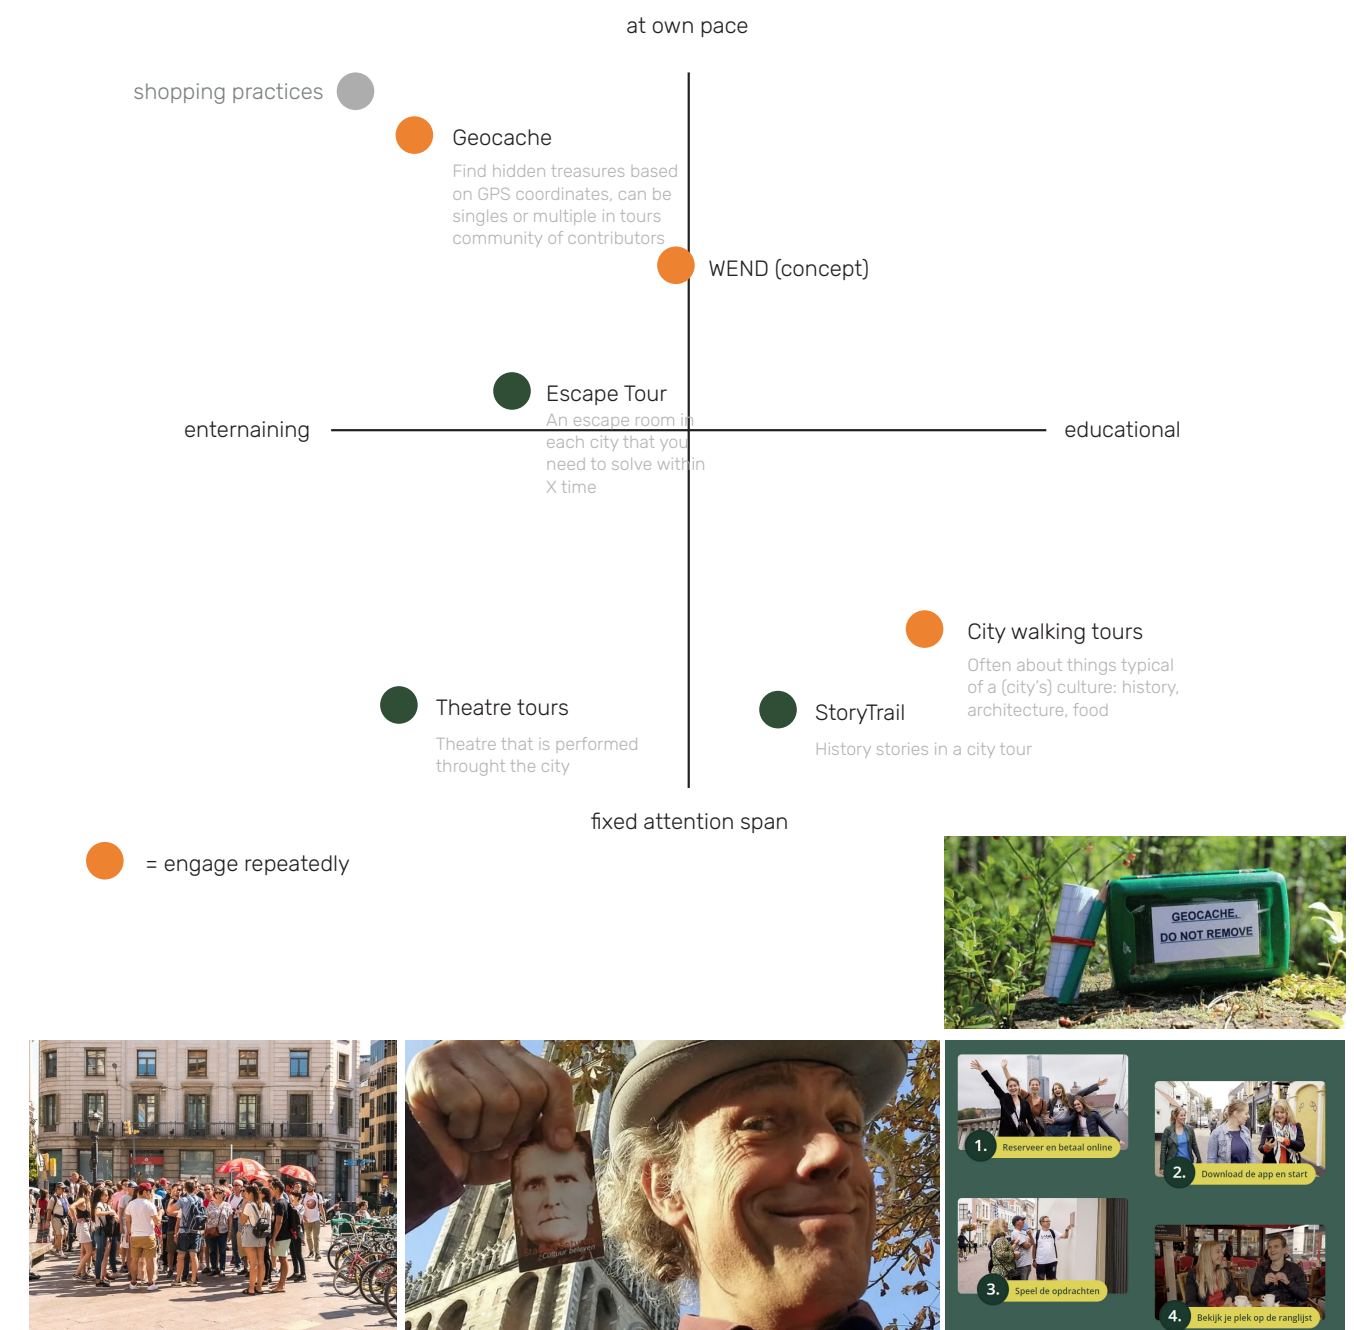 at own pace
shopping practices
Geocache
Find hidden treasures based
on GPS coordinates, can be
singles or multiple in tours
community of contributors
WEND (concept)
Escape Tour
An escape room in
each city that you
need to solve within
X time
enternaining
educational
City walking tours
Often about things typical
of a (city's) culture: history,
architecture, food
Theatre tours
Theatre that is performed
throught the city
StoryTrail
History stories in a city tour
fixed attention span
= engage repeatedly
GEOCACHE.
DO NOT REMOVE
Cultuur beleven
1. Reserveer en betaal online
2. Download de app en start
3. Speel de opdrachten
4. Bekijk je plek op de ranglijst